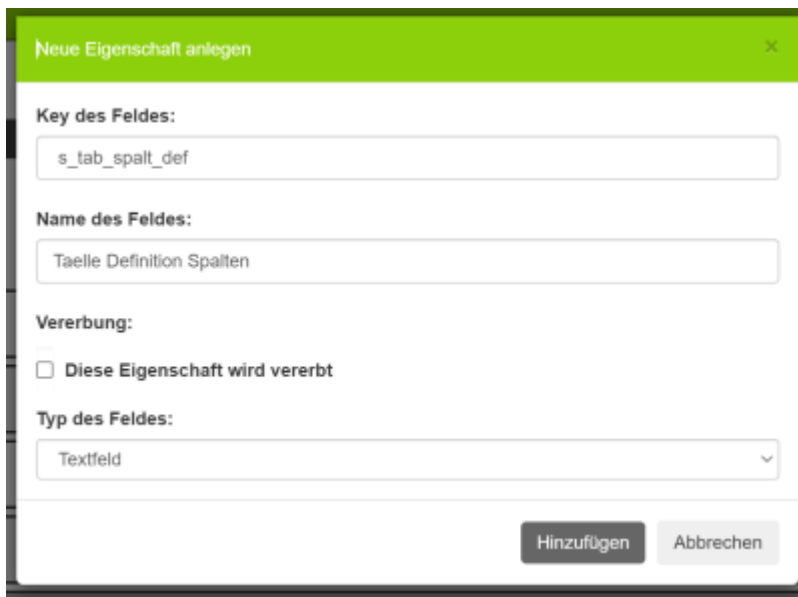 Neue Eigenschaft anlegen ×
Key des Feldes:
s_tab_spalt_def
Name des Feldes:
Taelle Definition Spalten
Vererbung:
Diese Eigenschaft wird vererbt
Typ des Feldes:
Textfeld
Hinzufügen Abbrechen